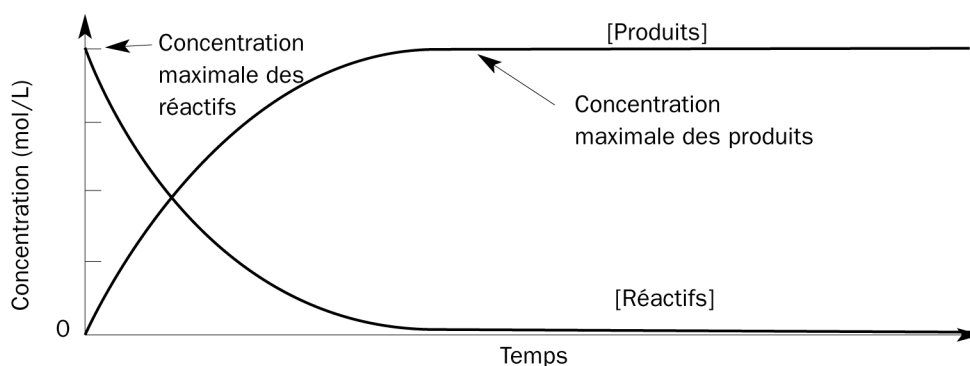 Concentration
maximale des
réactifs
[Produits]
Concentration
maximale des produits
Concentration (mol/L)
[Réactifs]
0
Temps